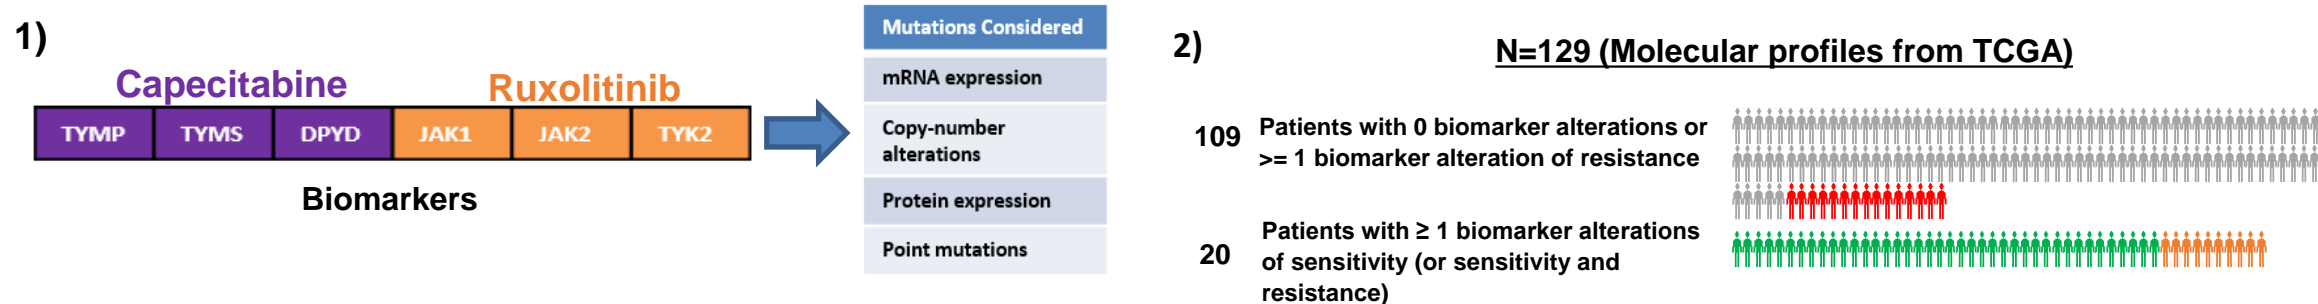 1)
Capecitabine Ruxolitinib
TYMP TYMS DPYD JAK1 JAK2 TYK2
Biomarkers
Mutations Considered
mRNA expression
Copy-number
alterations
Protein expression
Point mutations
2)
N=129 (Molecular profiles from TCGA)
109
Patients with 0 biomarker alterations or
>= 1 biomarker alteration of resistance
20
Patients with ≥ 1 biomarker alterations
of sensitivity (or sensitivity and
resistance)